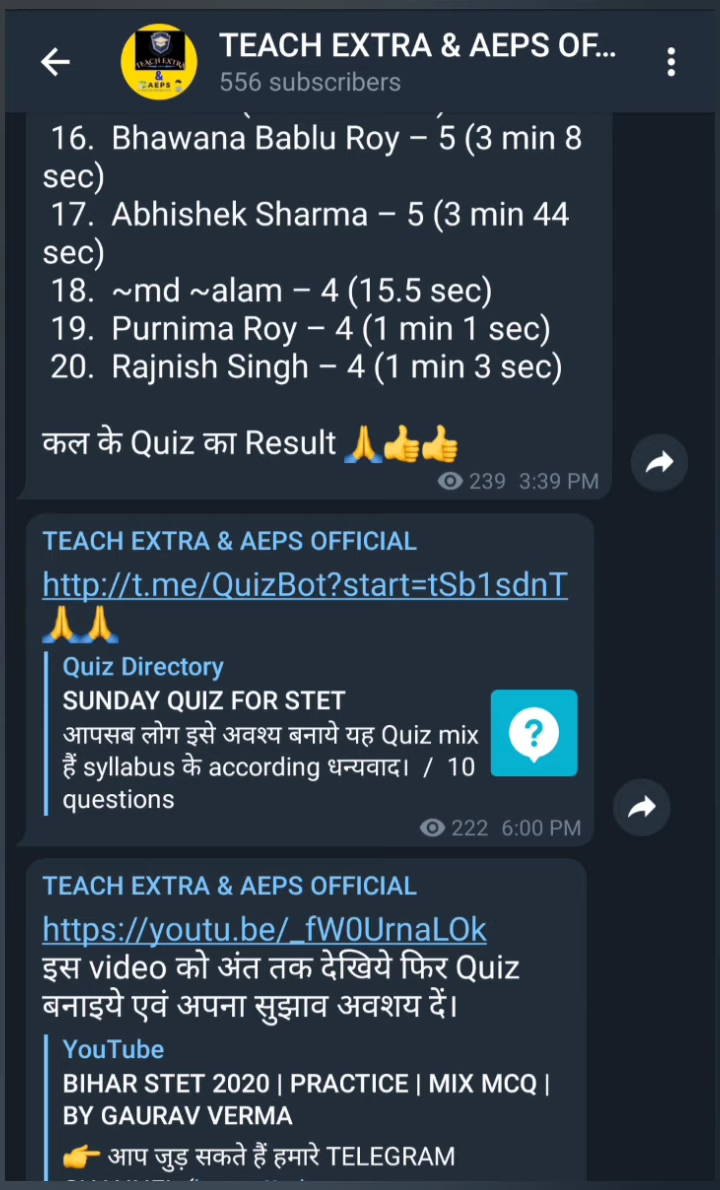 TEACH EXTRA & AEPS OF...
556 subscribers
TEACH EXTRA
&
AEPS
16. Bhawana Bablu Roy – 5 (3 min 8
sec)
17. Abhishek Sharma – 5 (3 min 44
sec)
18. ~md ~alam – 4 (15.5 sec)
19. Purnima Roy – 4 (1 min 1 sec)
20. Rajnish Singh – 4 (1 min 3 sec)
कल के Quiz का Result 🙏👍👍
239 3:39 PM
TEACH EXTRA & AEPS OFFICIAL
http://t.me/QuizBot?start=tSb1sdnT
🙏🙏
Quiz Directory
SUNDAY QUIZ FOR STET
आपसब लोग इसे अवश्य बनाये यह Quiz mix
हैं syllabus के according धन्यवाद। / 10
questions
222 6:00 PM
TEACH EXTRA & AEPS OFFICIAL
https://youtu.be/_fW0UrnaLOk
इस video को अंत तक देखिये फिर Quiz
बनाइये एवं अपना सुझाव अवशय दें।
YouTube
BIHAR STET 2020 | PRACTICE | MIX MCQ |
BY GAURAV VERMA
👉 आप जुड़ सकते हैं हमारे TELEGRAM